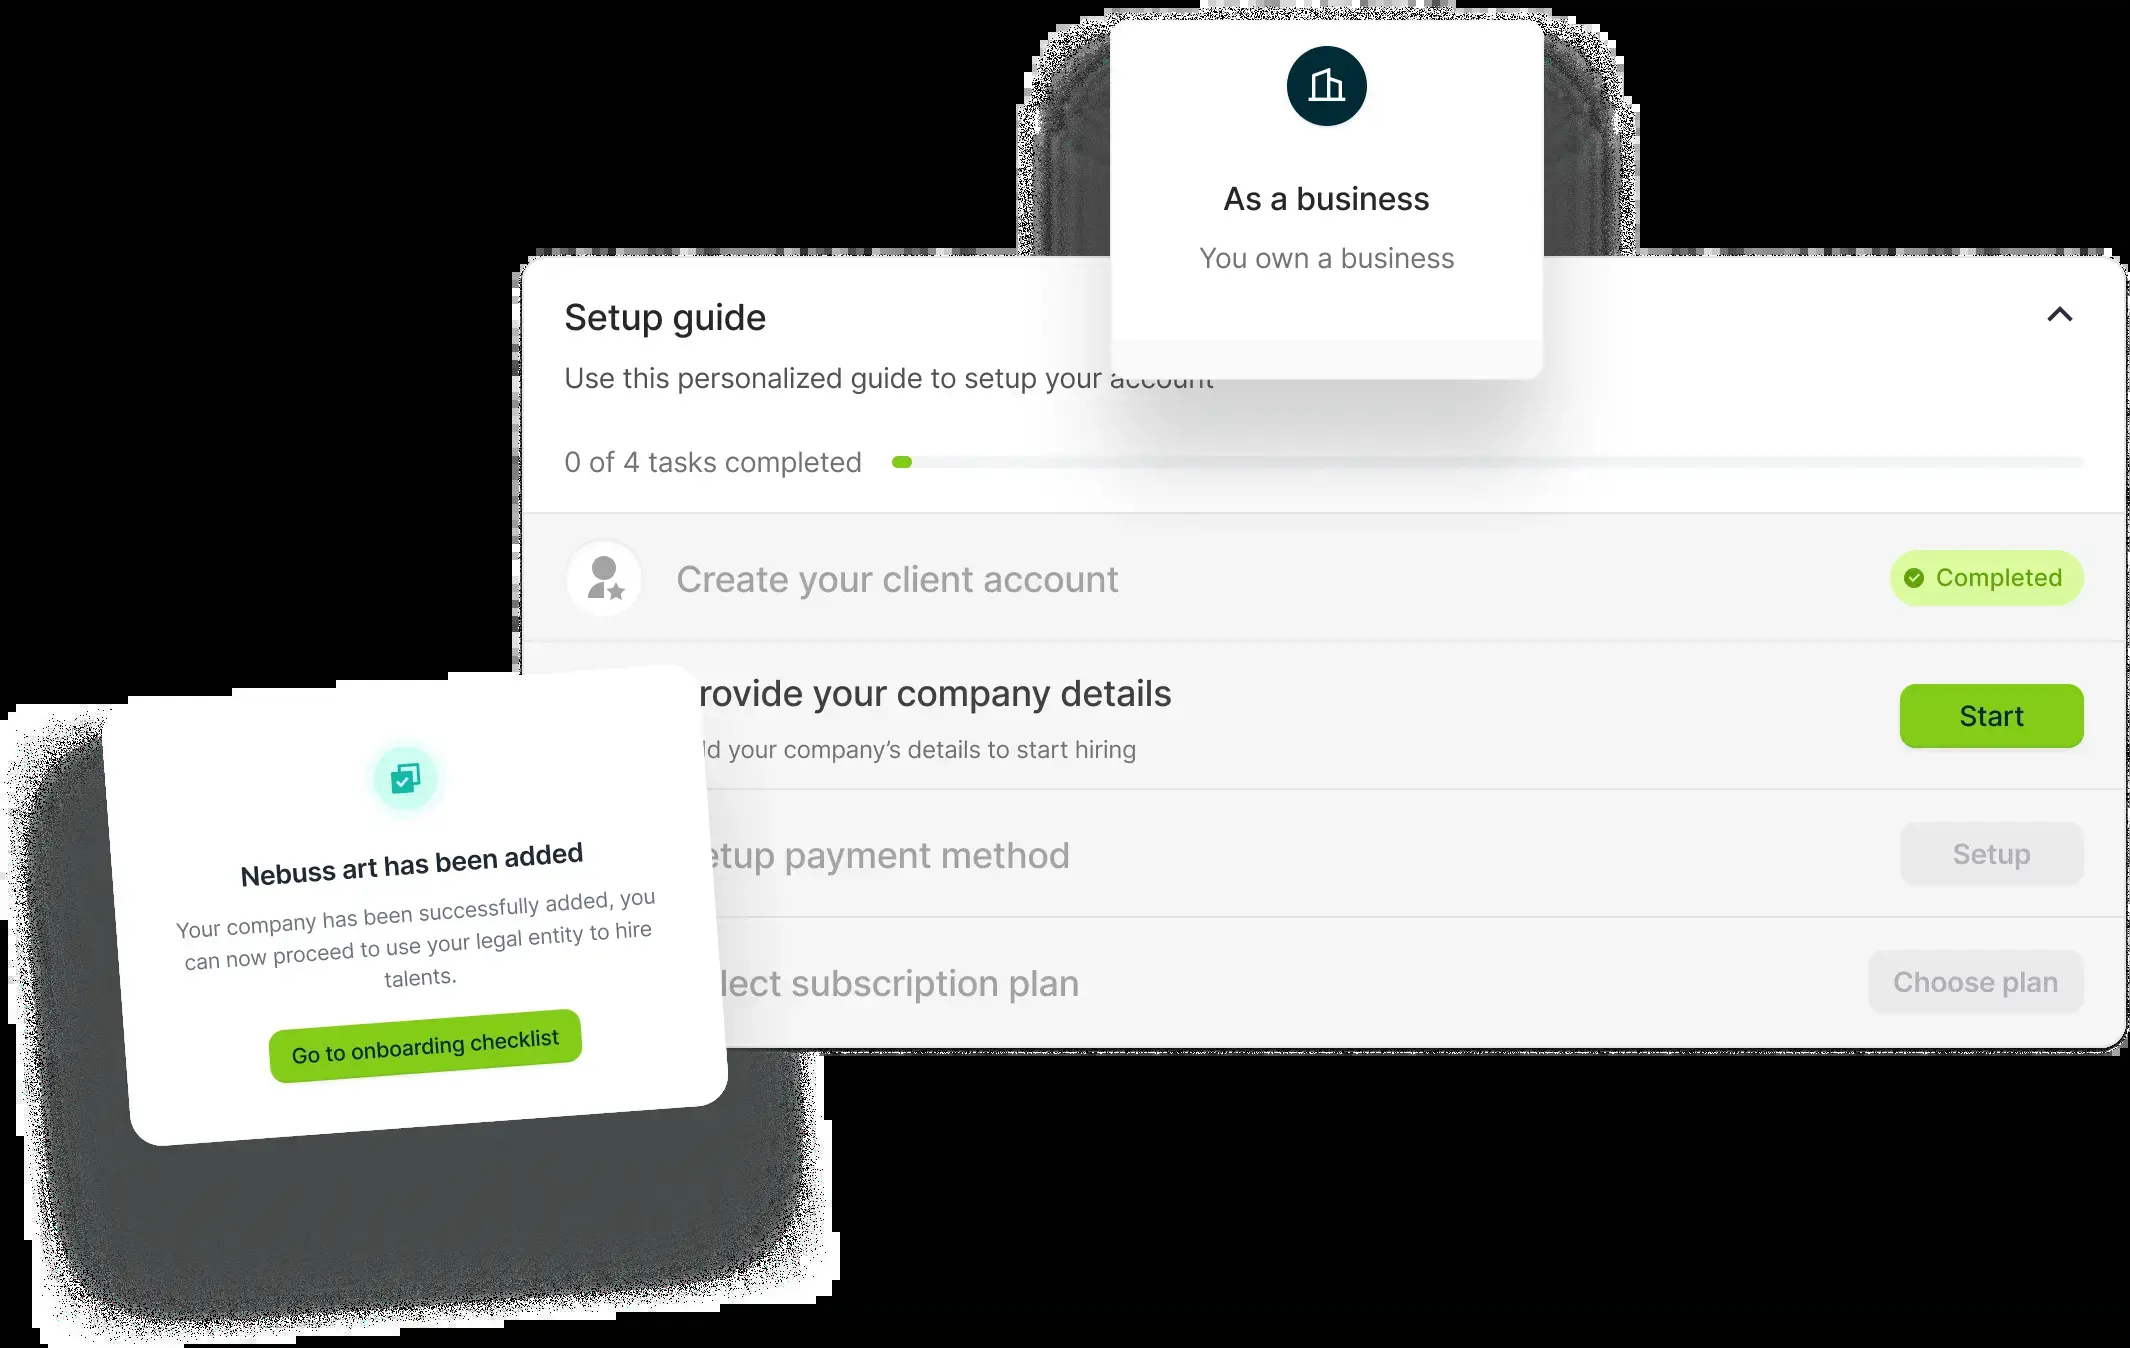 As a business
You own a business
Setup guide
Use this personalized guide to setup your account
0 of 4 tasks completed
Create your client account
Completed
rovide your company details
Start
ld your company’s details to start hiring
etup payment method
Setup
lect subscription plan
Choose plan
Nebuss art has been added
Your company has been successfully added, you
can now proceed to use your legal entity to hire
talents.
Go to onboarding checklist